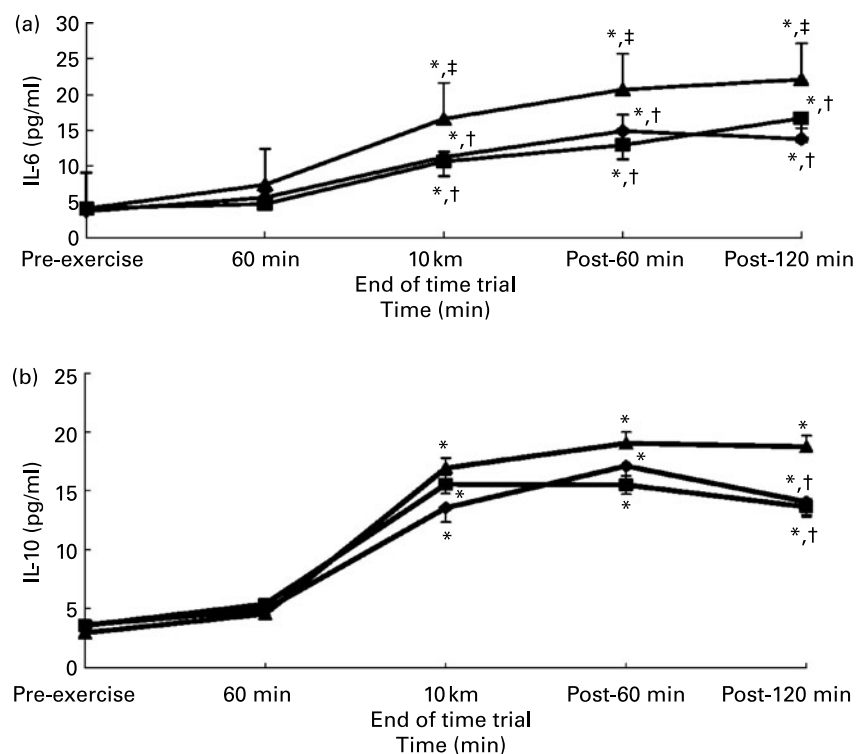 (a)
30
25
20
15
10
5
0
IL-6 (pg/ml)
*,‡
*,‡
*,‡
*,†
*,†
*,†
*,†
*,†
*,†
Pre-exercise
60 min
10 km
Post-60 min
Post-120 min
End of time trial
Time (min)
(b)
25
20
15
10
5
0
IL-10 (pg/ml)
*
*
*
*
*
*
*
*,†
*,†
Pre-exercise
60 min
10 km
Post-60 min
Post-120 min
End of time trial
Time (min)